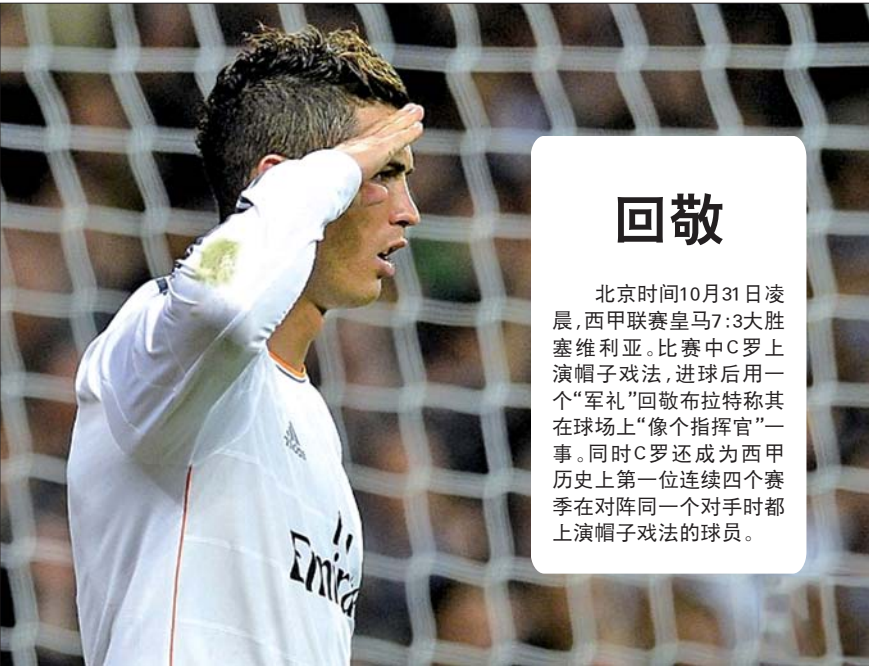 回敬
北京时间10月31日凌
晨,西甲联赛皇马7:3大胜
塞维利亚。比赛中C罗上
演帽子戏法,进球后用一
个“军礼”回敬布拉特称其
在球场上“像个指挥官”一
事。同时C罗还成为西甲
历史上第一位连续四个赛
季在对阵同一个对手时都
上演帽子戏法的球员。
adidas